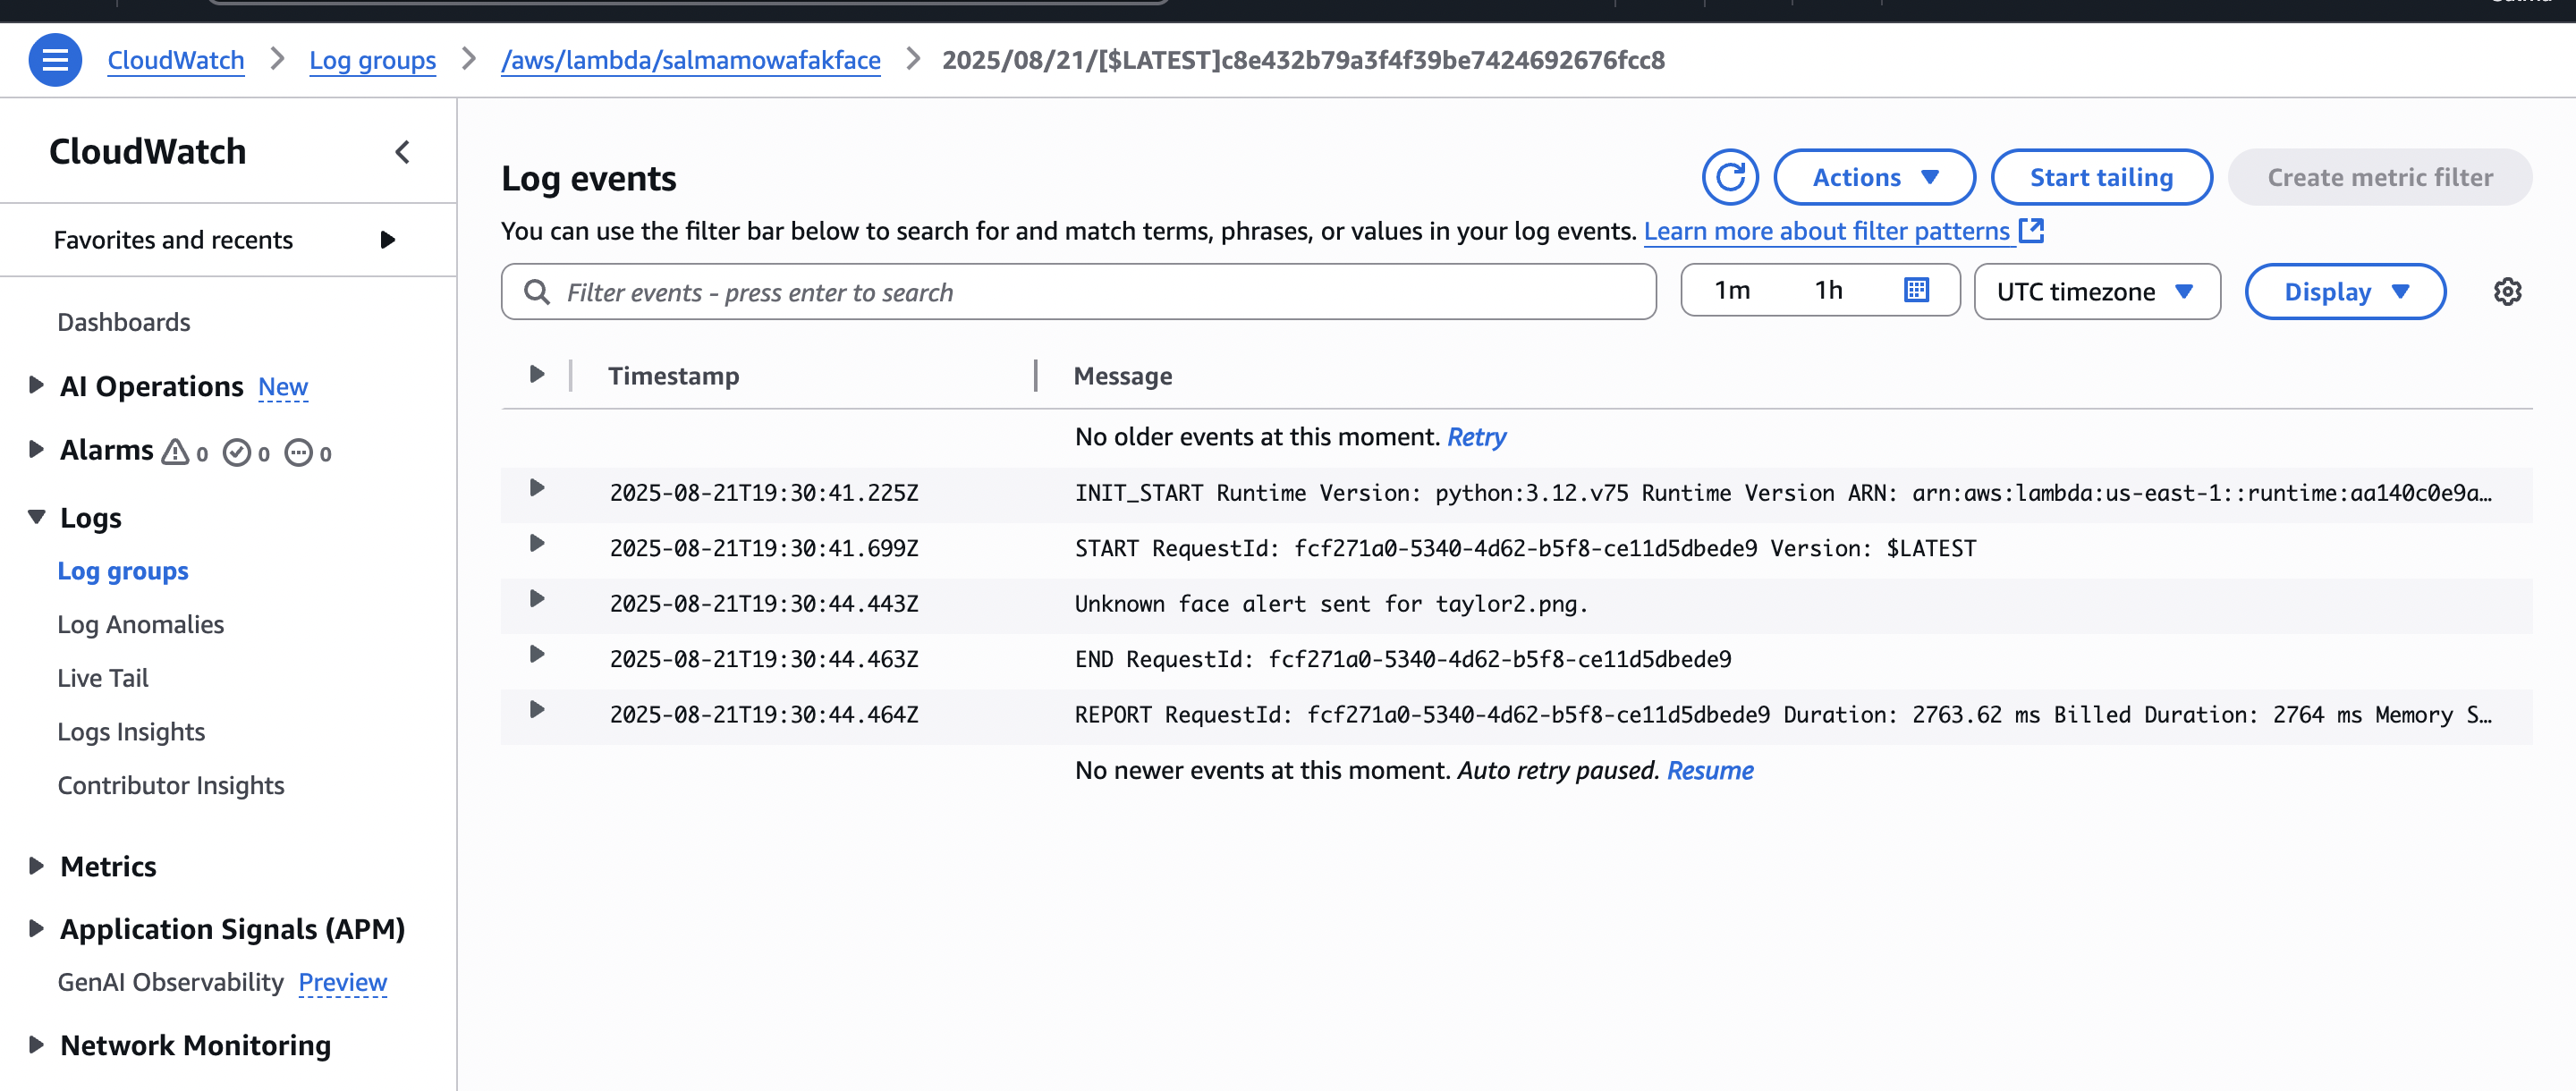 CloudWatch > Log groups > /aws/lambda/salmamowafakface > 2025/08/21/[$LATEST]c8e432b79a3f4f39be7424692676fcc8
CloudWatch
Favorites and recents
Dashboards
AI Operations New
Alarms 0 0 0
Logs
Log groups
Log Anomalies
Live Tail
Logs Insights
Contributor Insights
Metrics
Application Signals (APM)
GenAI Observability Preview
Network Monitoring
Log events
Actions
Start tailing
Create metric filter
You can use the filter bar below to search for and match terms, phrases, or values in your log events. Learn more about filter patterns
Filter events - press enter to search
1m 1h
UTC timezone
Display
Timestamp Message
No older events at this moment. Retry
2025-08-21T19:30:41.225Z INIT_START Runtime Version: python:3.12.v75 Runtime Version ARN: arn:aws:lambda:us-east-1::runtime:aa140c0e9a…
2025-08-21T19:30:41.699Z START RequestId: fcf271a0-5340-4d62-b5f8-ce11d5dbede9 Version: $LATEST
2025-08-21T19:30:44.443Z Unknown face alert sent for taylor2.png.
2025-08-21T19:30:44.463Z END RequestId: fcf271a0-5340-4d62-b5f8-ce11d5dbede9
2025-08-21T19:30:44.464Z REPORT RequestId: fcf271a0-5340-4d62-b5f8-ce11d5dbede9 Duration: 2763.62 ms Billed Duration: 2764 ms Memory S…
No newer events at this moment. Auto retry paused. Resume